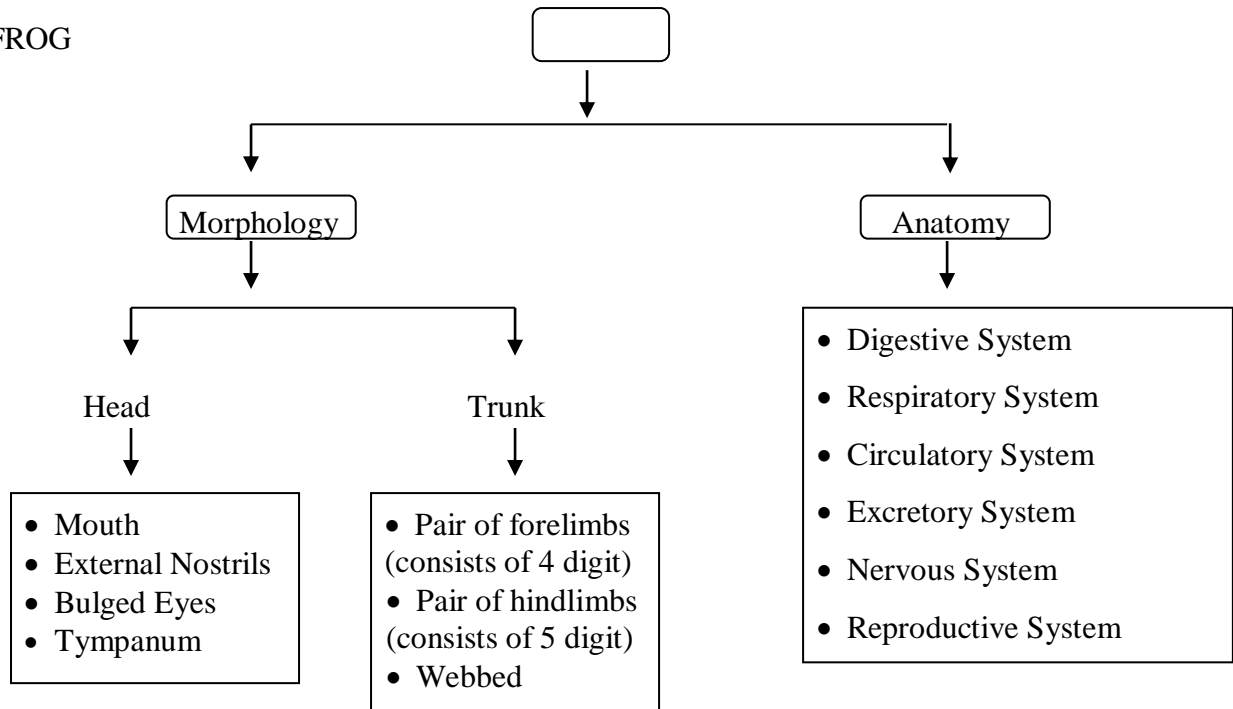 FROG
Morphology
Anatomy
Head
Trunk
• Mouth
• External Nostrils
• Bulged Eyes
• Tympanum
• Pair of forelimbs
(consists of 4 digit)
• Pair of hindlimbs
(consists of 5 digit)
• Webbed
• Digestive System
• Respiratory System
• Circulatory System
• Excretory System
• Nervous System
• Reproductive System